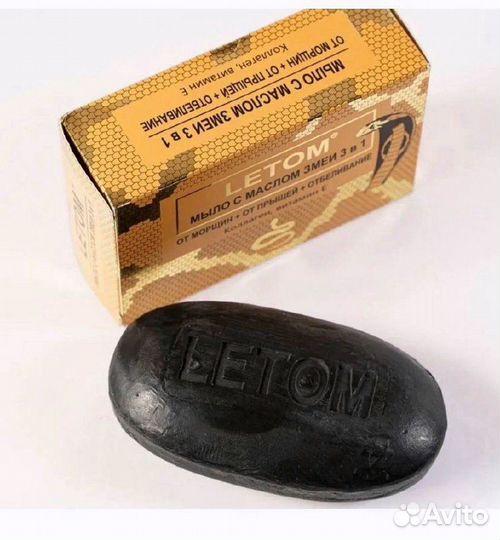 МЫЛО С МАСЛОМ ЗМЕИ 3 в 1
ОТ МОРЩИН + ОТ ПРЫЩЕЙ + ОТБЕЛИВАНИЕ
Коллаген, витамин Е
LETOM®
МЫЛО С МАСЛОМ ЗМЕИ 3 в 1
ОТ МОРЩИН + ОТ ПРЫЩЕЙ + ОТБЕЛИВАНИЕ
Коллаген, витамин Е
LETOM
LETOM
Avito